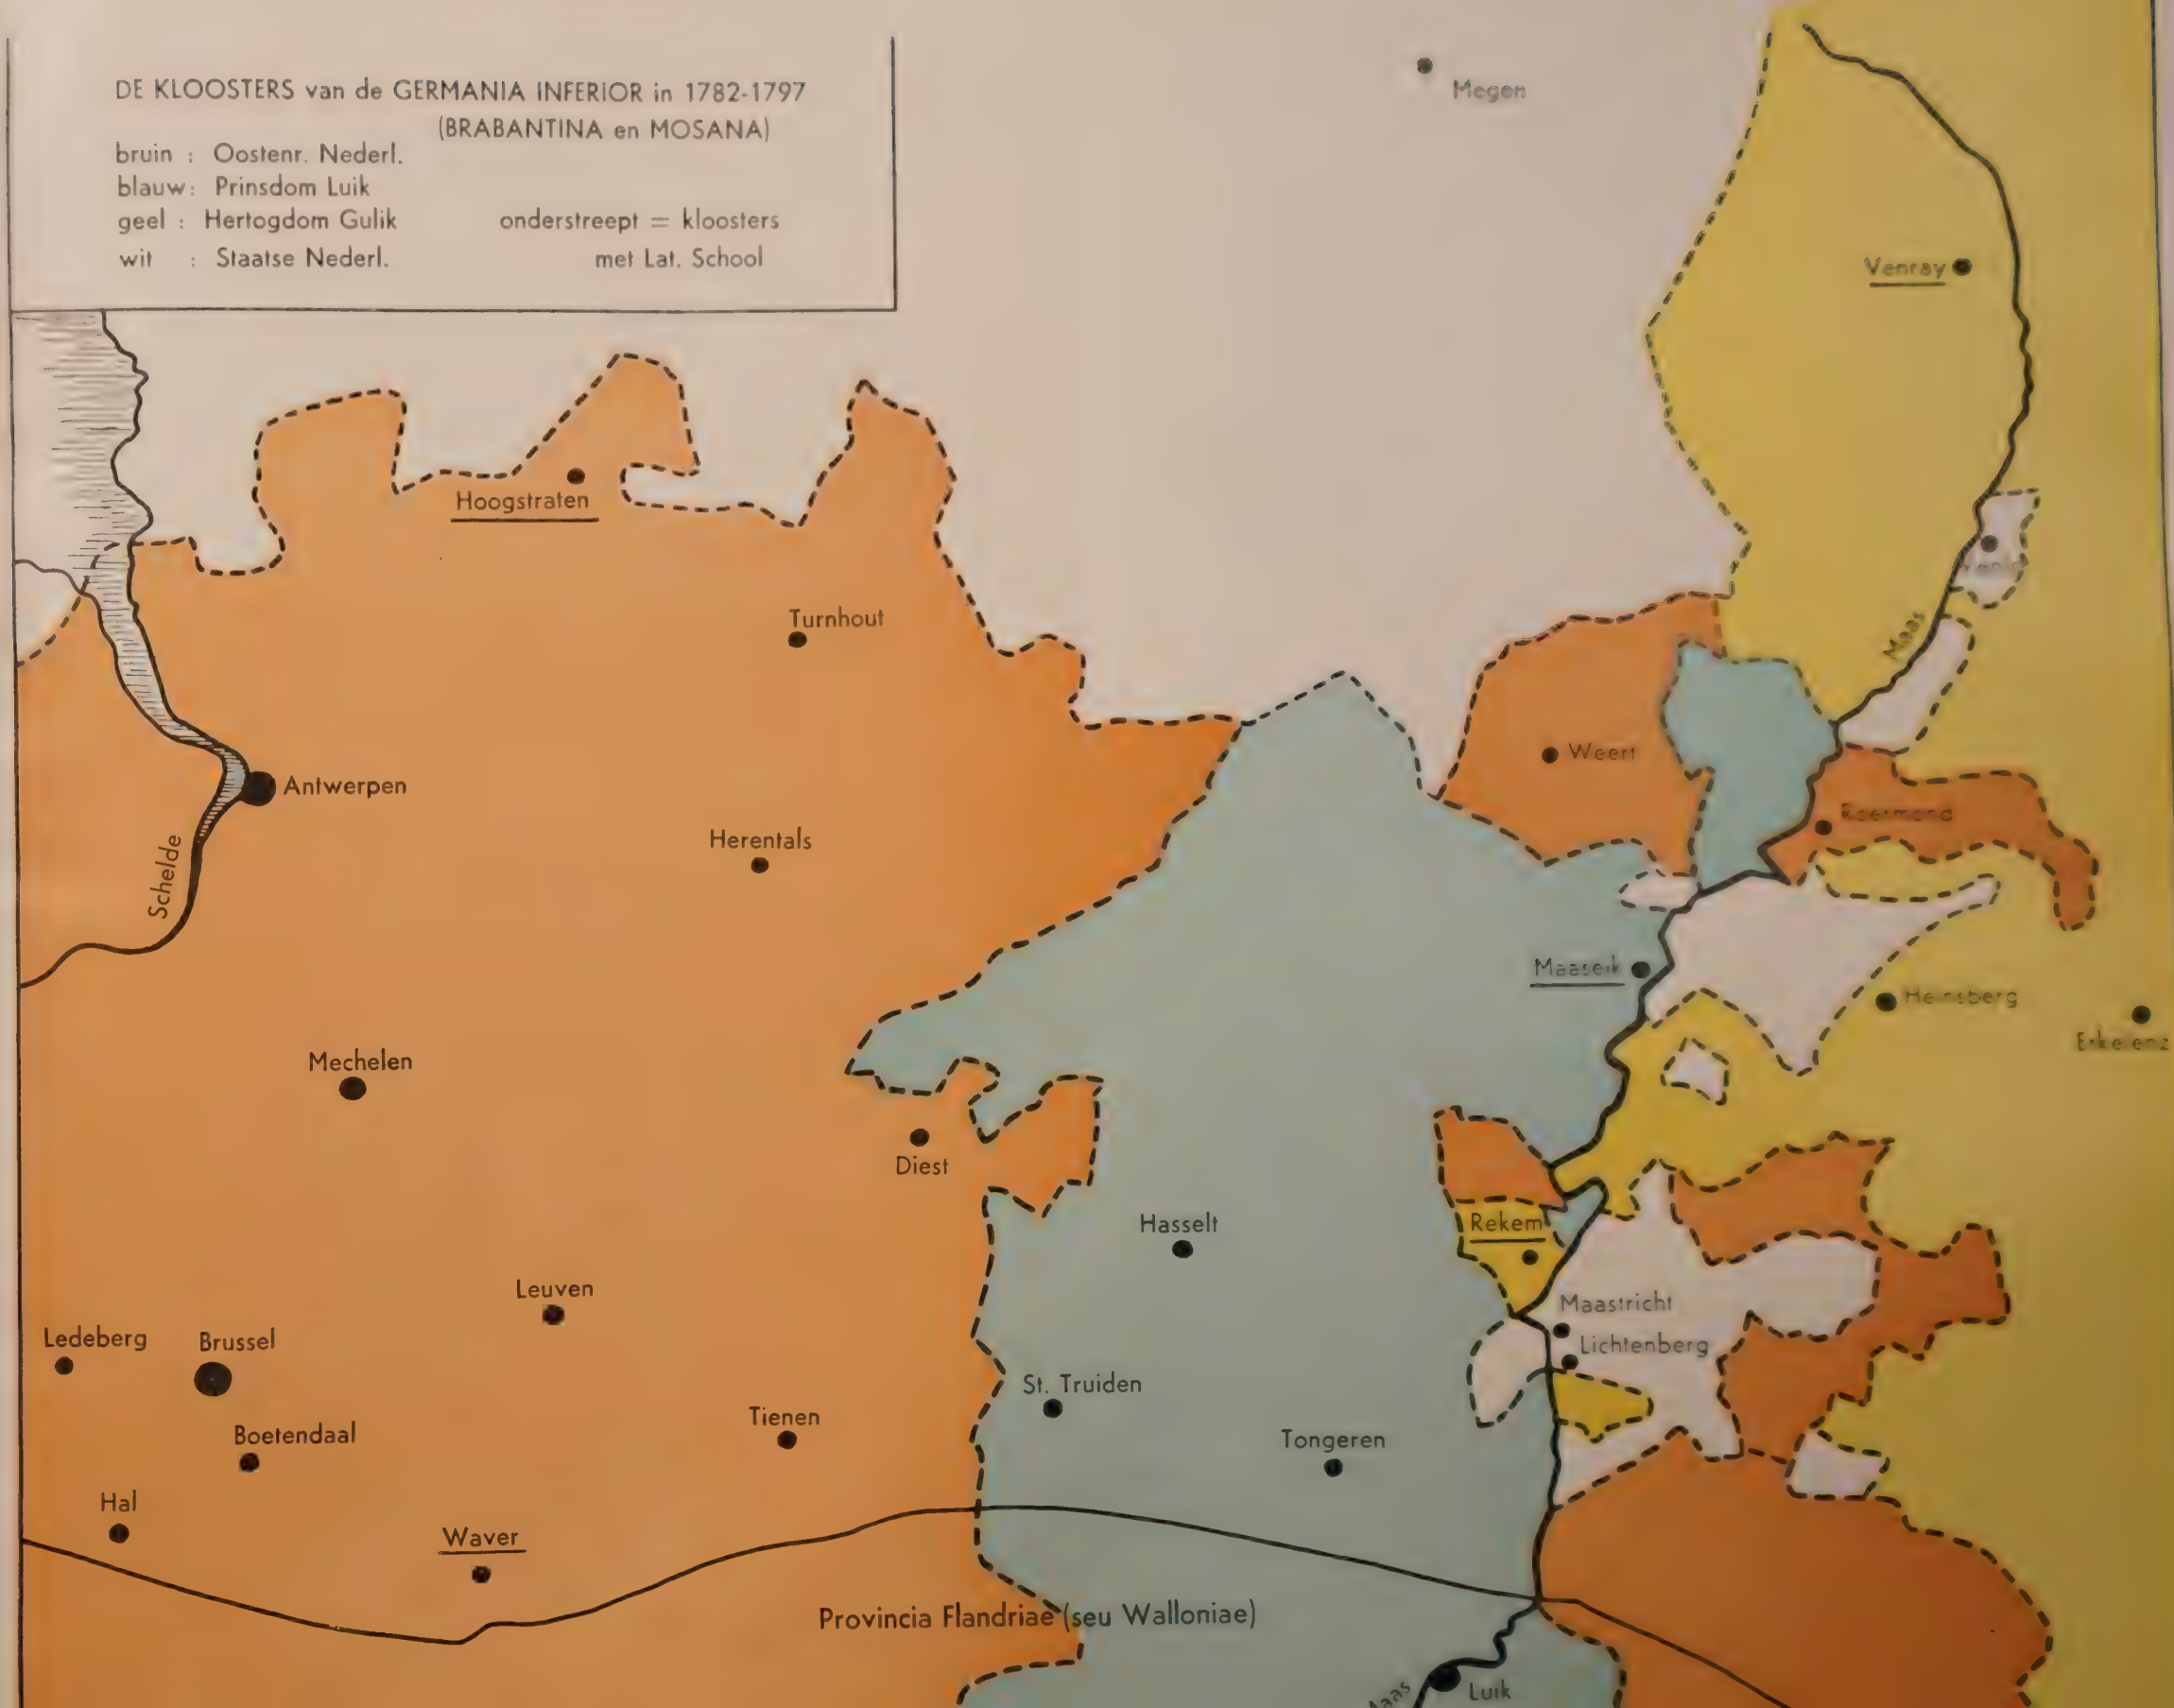 DE KLOOSTERS van de GERMANIA INFERIOR in 1782-1797
(BRABANTINA en MOSANA)
bruin : Oostenr. Nederl.
blauw: Prinsdom Luik
geel : Hertogdom Gulik
wit : Staatse Nederl.
onderstreept = kloosters
met Lat. School
Megen
Venray
Hoogstraten
Venlo
Turnhout
Maas
Weert
Antwerpen
Roermond
Herentals
Schelde
Maaseik
Heinsberg
Erkelenz
Mechelen
Diest
Hasselt
Rekem
Leuven
Maastricht
Ledeberg
Brussel
Lichtenberg
St. Truiden
Tienen
Boetendaal
Tongeren
Hal
Waver
Provincia Flandriae (seu Walloniae)
Maas
Luik